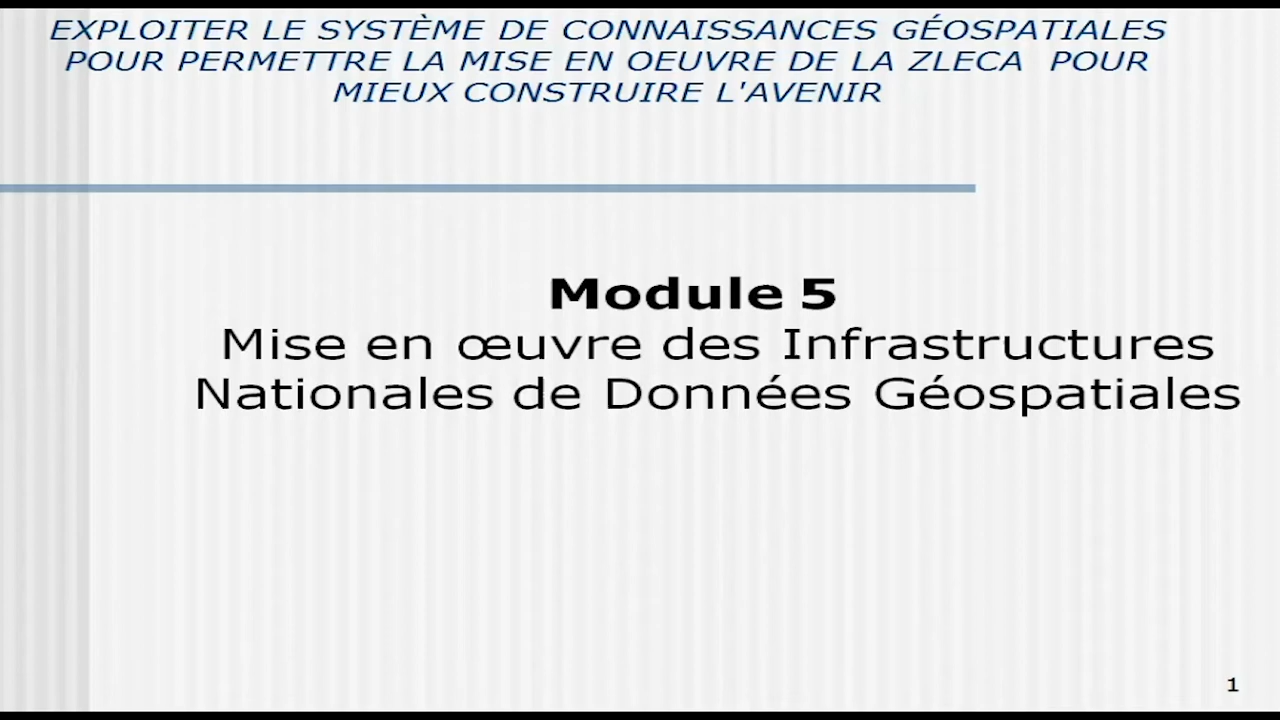 EXPLOITER LE SYSTÈME DE CONNAISSANCES GÉOSPATIALES
POUR PERMETTRE LA MISE EN OEUVRE DE LA ZLECA POUR
MIEUX CONSTRUIRE L'AVENIR
Module 5
Mise en œuvre des Infrastructures
Nationales de Données Géospatiales
1